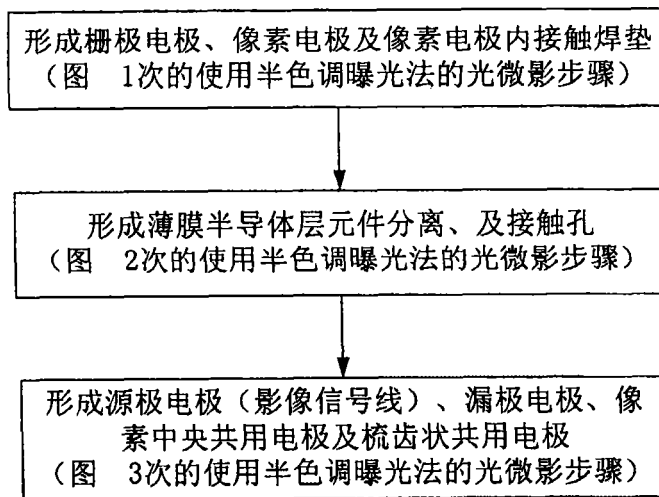 形成栅极电极、像素电极及像素电极内接触焊垫
（图 1次的使用半色调曝光法的光微影步骤）
形成薄膜半导体层元件分离、及接触孔
（图 2次的使用半色调曝光法的光微影步骤）
形成源极电极（影像信号线）、漏极电极、像
素中央共用电极及梳齿状共用电极
（图 3次的使用半色调曝光法的光微影步骤）